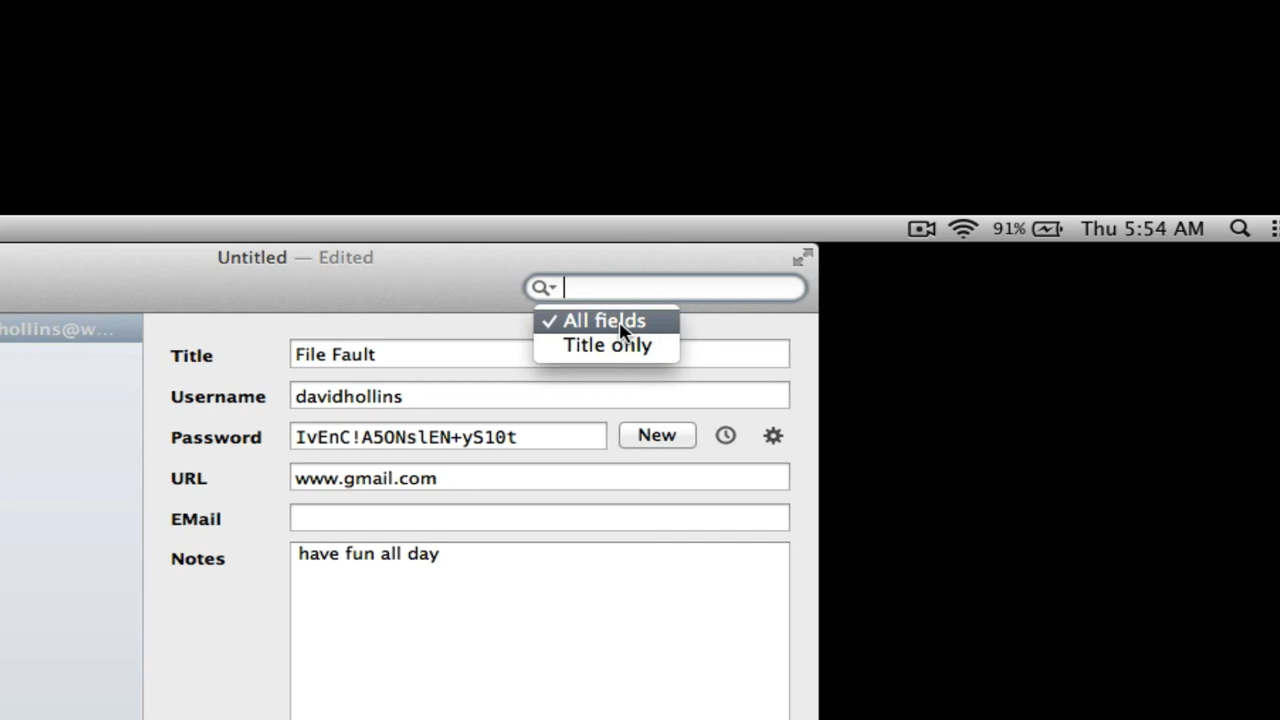 91% Thu 5:54 AM
Untitled — Edited
hollins@w...
All fields
Title only
Title File Fault
Username davidhollins
Password IvEnC!A5ONslEN+yS10t New
URL www.gmail.com
EMail
Notes have fun all day